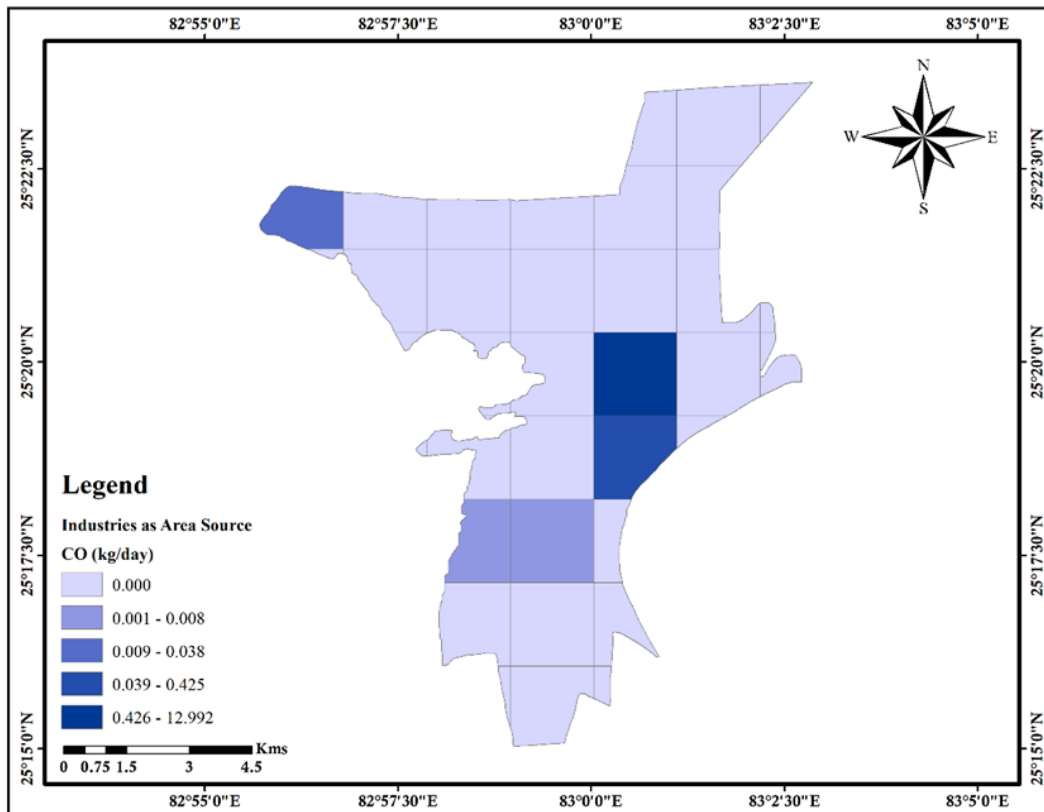 82°55'0"E 82°57'30"E 83°0'0"E 83°2'30"E 83°5'0"E
N
W E
S
25°22'30"N 25°22'30"N
25°20'0"N 25°20'0"N
25°17'30"N 25°17'30"N
25°15'0"N 25°15'0"N
Legend
Industries as Area Source
CO (kg/day)
0.000
0.001 - 0.008
0.009 - 0.038
0.039 - 0.425
0.426 - 12.992
Kms
0 0.75 1.5 3 4.5
82°55'0"E 82°57'30"E 83°0'0"E 83°2'30"E 83°5'0"E